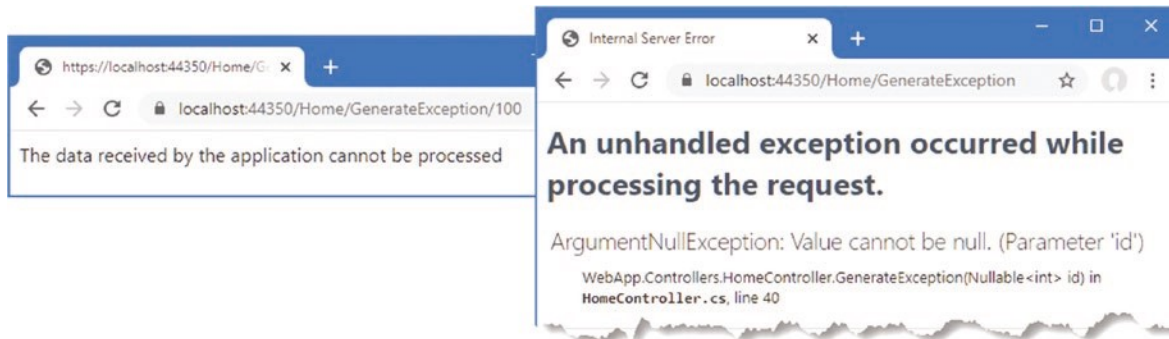 https://localhost:44350/Home/G
localhost:44350/Home/GenerateException/100
The data received by the application cannot be processed
Internal Server Error
localhost:44350/Home/GenerateException
An unhandled exception occurred while
processing the request.
ArgumentNullException: Value cannot be null. (Parameter 'id')
WebApp.Controllers.HomeController.GenerateException(Nullable<int> id) in
HomeController.cs, line 40